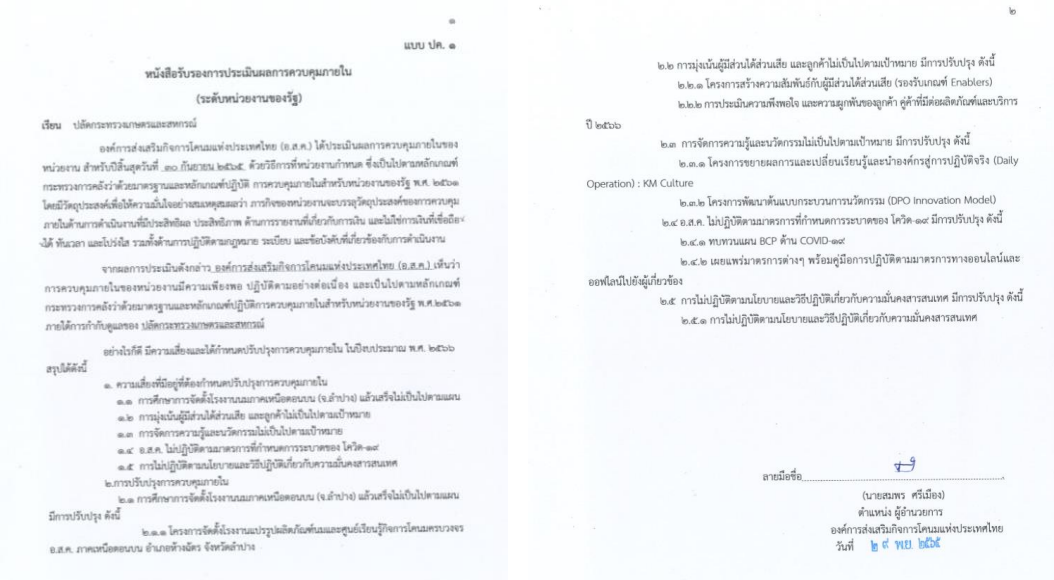 ๑
แบบ ปค. ๑
หนังสือรับรองการประเมินผลการควบคุมภายใน
(ระดับหน่วยงานของรัฐ)
เรียน ปลัดกระทรวงเกษตรและสหกรณ์
องค์การส่งเสริมกิจการโคนมแห่งประเทศไทย (อ.ส.ค.) ได้ประเมินผลการควบคุมภายในของ
หน่วยงาน สำหรับปีสิ้นสุดวันที่ ๓๐ กันยายน ๒๕๖๕ ด้วยวิธีการที่หน่วยงานกำหนด ซึ่งเป็นไปตามหลักเกณฑ์
กระทรวงการคลังว่าด้วยมาตรฐานและหลักเกณฑ์ปฏิบัติ การควบคุมภายในสำหรับหน่วยงานของรัฐ พ.ศ. ๒๕๖๑
โดยมีวัตถุประสงค์เพื่อให้ความมั่นใจอย่างสมเหตุสมผลว่า ภารกิจของหน่วยงานจะบรรลุวัตถุประสงค์ของการควบคุม
ภายในด้านการดำเนินงานที่มีประสิทธิผล ประสิทธิภาพ ด้านการรายงานที่เกี่ยวกับการเงิน และไม่ใช่การเงินที่เชื่อถือ
ได้ ทันเวลา และโปร่งใส รวมทั้งด้านการปฏิบัติตามกฎหมาย ระเบียบ และข้อบังคับที่เกี่ยวข้องกับการดำเนินงาน
จากผลการประเมินดังกล่าว องค์การส่งเสริมกิจการโคนมแห่งประเทศไทย (อ.ส.ค.) เห็นว่า
การควบคุมภายในของหน่วยงานมีความเพียงพอ ปฏิบัติตามอย่างต่อเนื่อง และเป็นไปตามหลักเกณฑ์
กระทรวงการคลังว่าด้วยมาตรฐานและหลักเกณฑ์ปฏิบัติการควบคุมภายในสำหรับหน่วยงานของรัฐ พ.ศ.๒๕๖๑
ภายใต้การกำกับดูแลของ ปลัดกระทรวงเกษตรและสหกรณ์
อย่างไรก็ดี มีความเสี่ยงและได้กำหนดปรับปรุงการควบคุมภายใน ในปีงบประมาณ พ.ศ. ๒๕๖๖
สรุปได้ดังนี้
๑. ความเสี่ยงที่มีอยู่ที่ต้องกำหนดปรับปรุงการควบคุมภายใน
๑.๑ การศึกษาการจัดตั้งโรงงานนมภาคเหนือตอนบน (จ.ลำปาง) แล้วเสร็จไม่เป็นไปตามแผน
๑.๒ การมุ่งเน้นผู้มีส่วนได้ส่วนเสีย และลูกค้าไม่เป็นไปตามเป้าหมาย
๑.๓ การจัดการความรู้และนวัตกรรมไม่เป็นไปตามเป้าหมาย
๑.๔ อ.ส.ค. ไม่ปฏิบัติตามมาตรการที่กำหนดการระบาดของ โควิด-๑๙
๑.๕ การไม่ปฏิบัติตามนโยบายและวิธีปฏิบัติเกี่ยวกับความมั่นคงสารสนเทศ
๒.การปรับปรุงการควบคุมภายใน
๒.๑ การศึกษาการจัดตั้งโรงงานนมภาคเหนือตอนบน (จ.ลำปาง) แล้วเสร็จไม่เป็นไปตามแผน
มีการปรับปรุง ดังนี้
๒.๑.๑ โครงการจัดตั้งโรงงานแปรรูปผลิตภัณฑ์นมและศูนย์เรียนรู้กิจการโคนมครบวงจร
อ.ส.ค. ภาคเหนือตอนบน อำเภอห้างฉัตร จังหวัดลำปาง
๒
๒.๒ การมุ่งเน้นผู้มีส่วนได้ส่วนเสีย และลูกค้าไม่เป็นไปตามเป้าหมาย มีการปรับปรุง ดังนี้
๒.๒.๑ โครงการสร้างความสัมพันธ์กับผู้มีส่วนได้ส่วนเสีย (รองรับเกณฑ์ Enablers)
๒.๒.๒ การประเมินความพึงพอใจ และความผูกพันของลูกค้า คู่ค้าที่มีต่อผลิตภัณฑ์และบริการ
ปี ๒๕๖๖
๒.๓ การจัดการความรู้และนวัตกรรมไม่เป็นไปตามเป้าหมาย มีการปรับปรุง ดังนี้
๒.๓.๑ โครงการขยายผลการและเปลี่ยนเรียนรู้และนำองค์กรสู่การปฏิบัติจริง (Daily
Operation) : KM Culture
๒.๓.๒ โครงการพัฒนาต้นแบบกระบวนการนวัตกรรม (DPO Innovation Model)
๒.๔ อ.ส.ค. ไม่ปฏิบัติตามมาตรการที่กำหนดการระบาดของ โควิด-๑๙ มีการปรับปรุง ดังนี้
๒.๔.๑ ทบทวนแผน BCP ด้าน COVID-๑๙
๒.๔.๒ เผยแพร่มาตรการต่างๆ พร้อมคู่มือการปฏิบัติตามมาตรการทางออนไลน์และ
ออฟไลน์ไปยังผู้เกี่ยวข้อง
๒.๕ การไม่ปฏิบัติตามนโยบายและวิธีปฏิบัติเกี่ยวกับความมั่นคงสารสนเทศ มีการปรับปรุง ดังนี้
๒.๕.๑ การไม่ปฏิบัติตามนโยบายและวิธีปฏิบัติเกี่ยวกับความมั่นคงสารสนเทศ
ลายมือชื่อ
(นายสมพร ศรีเมือง)
ตำแหน่ง ผู้อำนวยการ
องค์การส่งเสริมกิจการโคนมแห่งประเทศไทย
วันที่ ๒๙ พ.ย. ๒๕๖๕